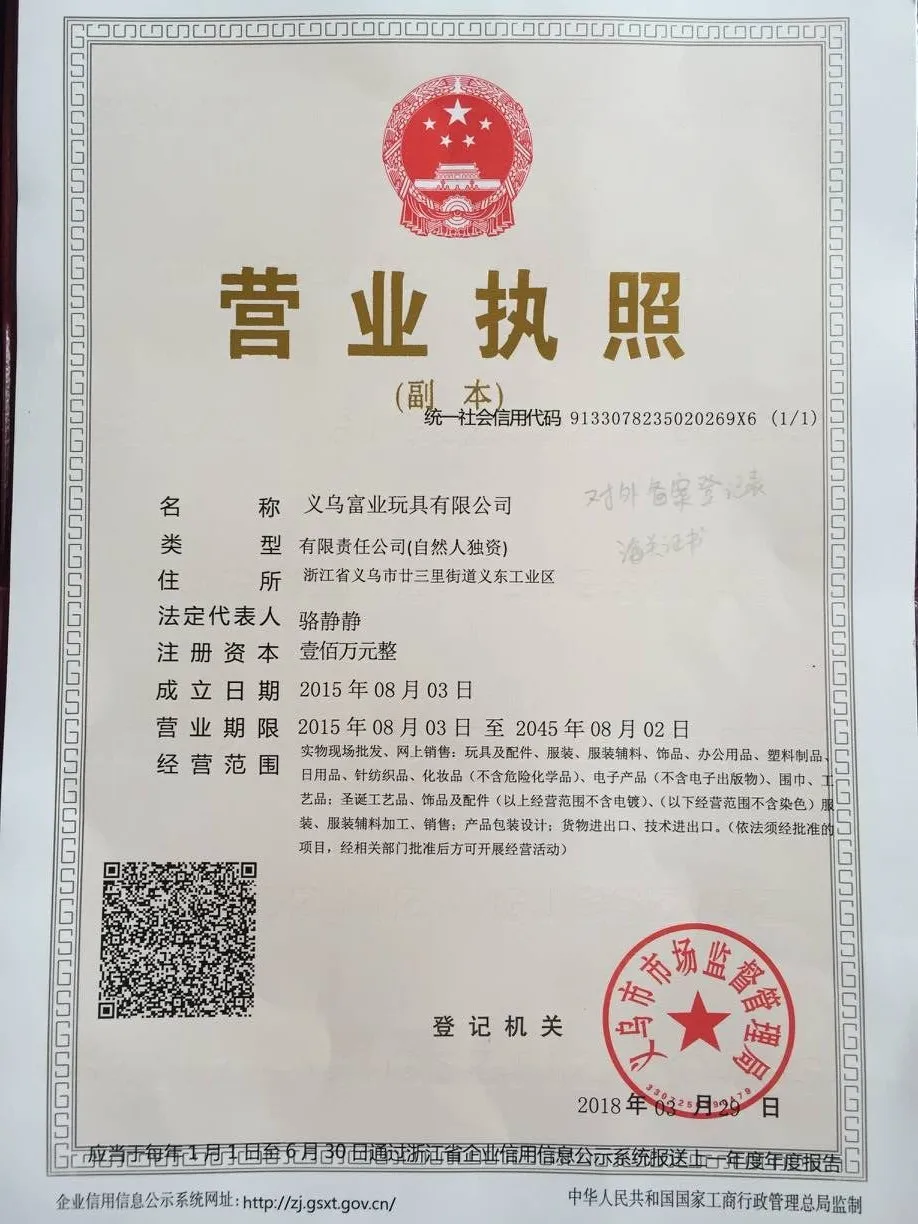 营业执照
(副 本)
统一社会信用代码 9133078235020269X6 (1/1)
对外备案登记表
海关证书
名称 义乌富业玩具有限公司
类型 有限责任公司(自然人独资)
住所 浙江省义乌市廿三里街道义东工业区
法定代表人 骆静静
注册资本 壹佰万元整
成立日期 2015年08月03日
营业期限 2015年08月03日 至 2045年08月02日
经营范围 实物现场批发、网上销售：玩具及配件、服装、服装辅料、饰品、办公用品、塑料制品、
日用品、针纺织品、化妆品（不含危险化学品）、电子产品（不含电子出版物）、围巾、工
艺品；圣诞工艺品、饰品及配件（以上经营范围不含电镀）、（以下经营范围不含染色）服
装、服装辅料加工、销售；产品包装设计；货物进出口、技术进出口。（依法须经批准的
项目，经相关部门批准后方可开展经营活动）
义乌市市场监督管理局
登记机关
2018年03月29日
应当于每年1月1日至6月30日通过浙江省企业信用信息公示系统报送上一年度年度报告
企业信用信息公示系统网址：http://zj.gsxt.gov.cn/
中华人民共和国国家工商行政管理总局监制